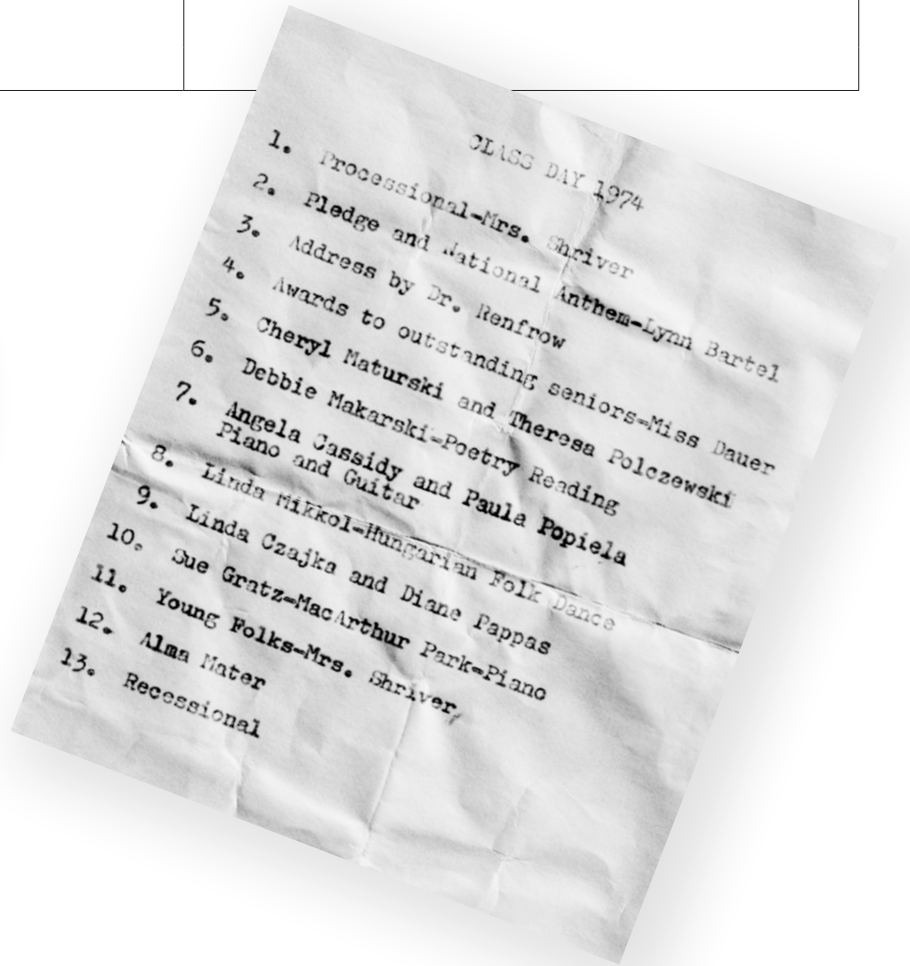 CLASS DAY 1974
1. Processional-Mrs. Shriver
2. Pledge and National Anthem-Lynn Bartel
3. Address by Dr. Renfrow
4. Awards to outstanding seniors-Miss Dauer
5. Cheryl Maturski and Theresa Polczewski
6. Debbie Makarski-Poetry Reading
7. Angela Cassidy and Paula Popiela
Piano and Guitar
8. Linda Mikkol-Hungarian Folk Dance
9. Linda Czajka and Diane Pappas
10. Sue Gratz-MacArthur Park-Piano
11. Young Folks-Mrs. Shriver
12. Alma Mater
13. Recessional